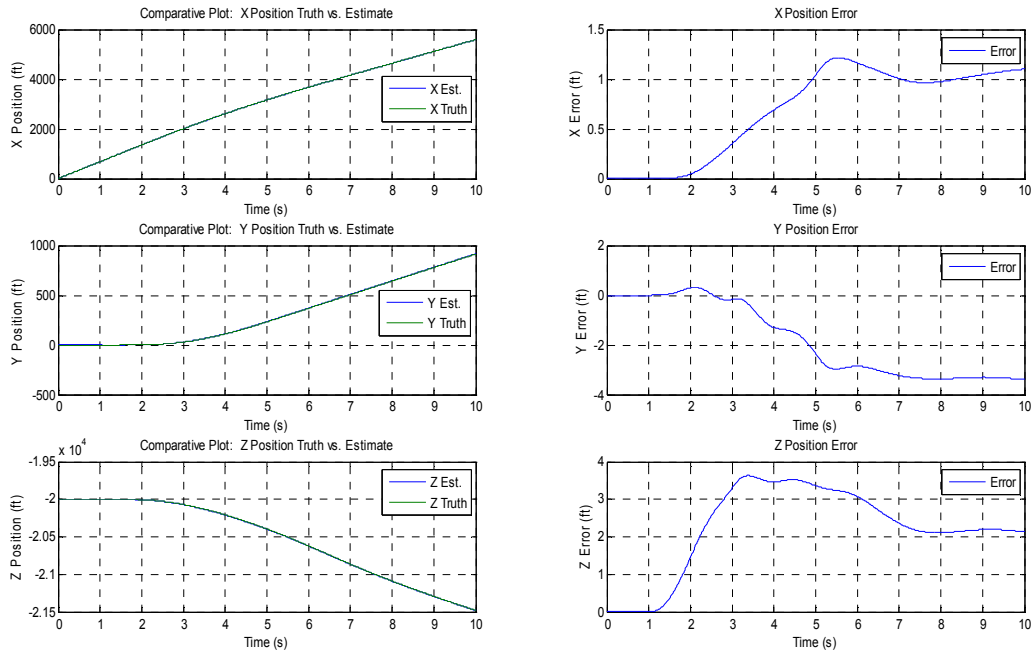 Comparative Plot: X Position Truth vs. Estimate
6000
4000
2000
0
X Position (ft)
X Est.
X Truth
0 1 2 3 4 5 6 7 8 9 10
Time (s)
X Position Error
1.5
1
0.5
0
X Error (ft)
Error
0 1 2 3 4 5 6 7 8 9 10
Time (s)
Comparative Plot: Y Position Truth vs. Estimate
1000
500
0
-500
Y Position (ft)
Y Est.
Y Truth
0 1 2 3 4 5 6 7 8 9 10
Time (s)
Y Position Error
2
0
-2
-4
Y Error (ft)
Error
0 1 2 3 4 5 6 7 8 9 10
Time (s)
x 10^4
Comparative Plot: Z Position Truth vs. Estimate
-1.95
-2
-2.05
-2.1
-2.15
Z Position (ft)
Z Est.
Z Truth
0 1 2 3 4 5 6 7 8 9 10
Time (s)
Z Position Error
4
3
2
1
0
Z Error (ft)
Error
0 1 2 3 4 5 6 7 8 9 10
Time (s)